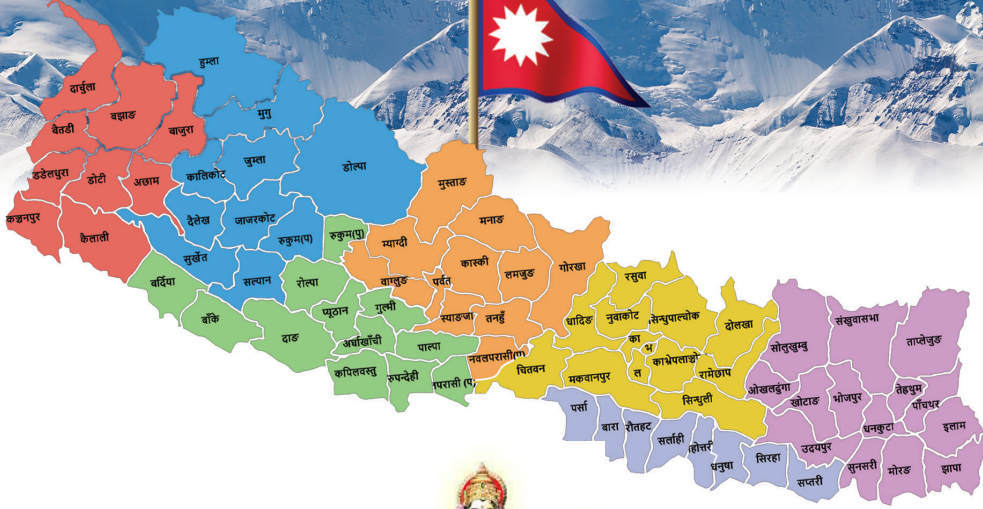 हुम्ला
दार्चुला
बझाङ
मुगु
बैतडी
बाजुरा
जुम्ला
डोल्पा
कालिकोट
डडेलधुरा
डोटी
अछाम
मुस्ताङ
कञ्चनपुर
दैलेख
जाजरकोट
मनाङ
कैलाली
रुकुम(प)
रुकुम(पु)
म्याग्दी
सुर्खेत
कास्की
लमजुङ
गोरखा
बर्दिया
सल्यान
रोल्पा
वाग्लुङ
पर्वत
रसुवा
बाँके
प्यूठान
गुल्मी
स्याङजा
तनहुँ
धादिङ
नुवाकोट
सिन्धुपाल्चोक
दोलखा
संखुवासभा
दाङ
अर्घाखाँची
पाल्पा
का
भ
ल
सोलुखुम्बु
ताप्लेजुङ
नवलपरासी(प)
काभ्रेपलाञ्चो
कपिलवस्तु
रुपन्देही
लपरासी (प)
चितवन
मकवानपुर
रामेछाप
ओखलढुंगा
खोटाङ
भोजपुर
तेह्रथुम
पाँचथर
पर्सा
सिन्धुली
बारा
रौतहट
सर्लाही
होत्तरी
धनकुटा
इलाम
धनुषा
सिरहा
उदयपुर
सप्तरी
सुनसरी
मोरङ
झापा